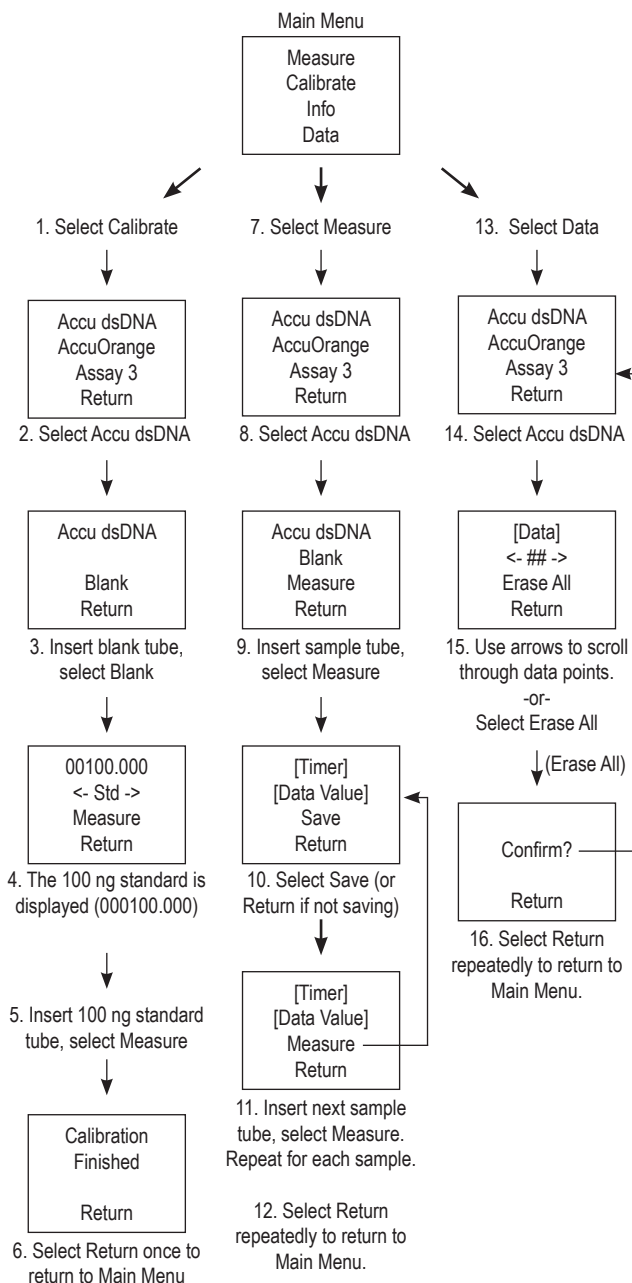 Main Menu
Measure
Calibrate
Info
Data
1. Select Calibrate
Accu dsDNA
AccuOrange
Assay 3
Return
2. Select Accu dsDNA
Accu dsDNA
Blank
Return
3. Insert blank tube,
select Blank
00100.000
<- Std ->
Measure
Return
4. The 100 ng standard is
displayed (000100.000)
5. Insert 100 ng standard
tube, select Measure
Calibration
Finished
Return
6. Select Return once to
return to Main Menu
7. Select Measure
Accu dsDNA
AccuOrange
Assay 3
Return
8. Select Accu dsDNA
Accu dsDNA
Blank
Measure
Return
9. Insert sample tube,
select Measure
[Timer]
[Data Value]
Save
Return
10. Select Save (or
Return if not saving)
[Timer]
[Data Value]
Measure
Return
11. Insert next sample
tube, select Measure.
Repeat for each sample.
12. Select Return
repeatedly to return to
Main Menu.
13. Select Data
Accu dsDNA
AccuOrange
Assay 3
Return
14. Select Accu dsDNA
[Data]
<- ## ->
Erase All
Return
15. Use arrows to scroll
through data points.
-or-
Select Erase All
(Erase All)
Confirm?
Return
16. Select Return
repeatedly to return to
Main Menu.